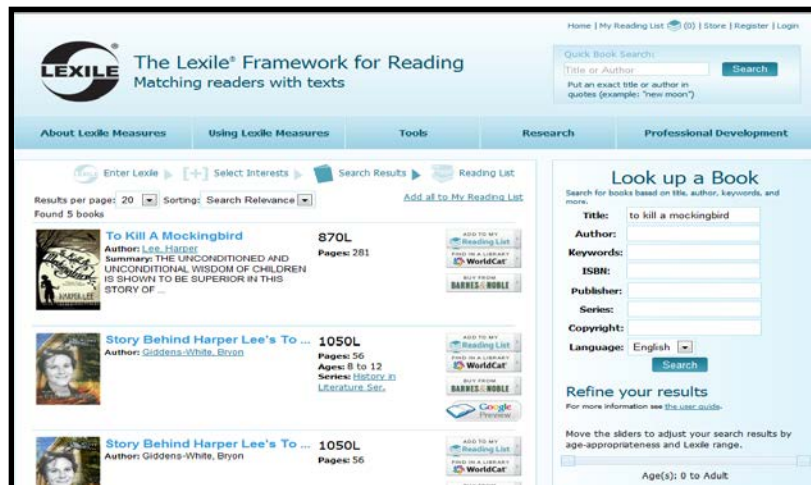 Home | My Reading List (0) | Store | Register | Login
LEXILE
The Lexile® Framework for Reading
Matching readers with texts
Quick Book Search:
Title or Author
Search
Put an exact title or author in
quotes (example: "new moon")
About Lexile Measures
Using Lexile Measures
Tools
Research
Professional Development
Enter Lexile
[+] Select Interests
Search Results
Reading List
Results per page: 20 Sorting: Search Relevance
Add all to My Reading List
Found 5 books
To Kill A Mockingbird
Author: Lee, Harper
Summary: THE UNCONDITIONED AND
UNCONDITIONAL WISDOM OF CHILDREN
IS SHOWN TO BE SUPERIOR IN THIS
STORY OF ...
HARPER LEE
870L
Pages: 281
ADD TO MY
Reading List
FIND IN A LIBRARY
WorldCat
BUY FROM
BARNES & NOBLE
Story Behind Harper Lee's To ...
Author: Giddens-White, Bryon
1050L
Pages: 56
Ages: 8 to 12
Series: History in
Literature Ser.
ADD TO MY
Reading List
FIND IN A LIBRARY
WorldCat
BUY FROM
BARNES & NOBLE
Google
Preview
Story Behind Harper Lee's To ...
Author: Giddens-White, Bryon
1050L
Pages: 56
ADD TO MY
Reading List
FIND IN A LIBRARY
WorldCat
Look up a Book
Search for books based on title, author, keywords, and
more.
Title: to kill a mockingbird
Author:
Keywords:
ISBN:
Publisher:
Series:
Copyright:
Language: English
Search
Refine your results
For more information see the user guide.
Move the sliders to adjust your search results by
age-appropriateness and Lexile range.
Age(s): 0 to Adult